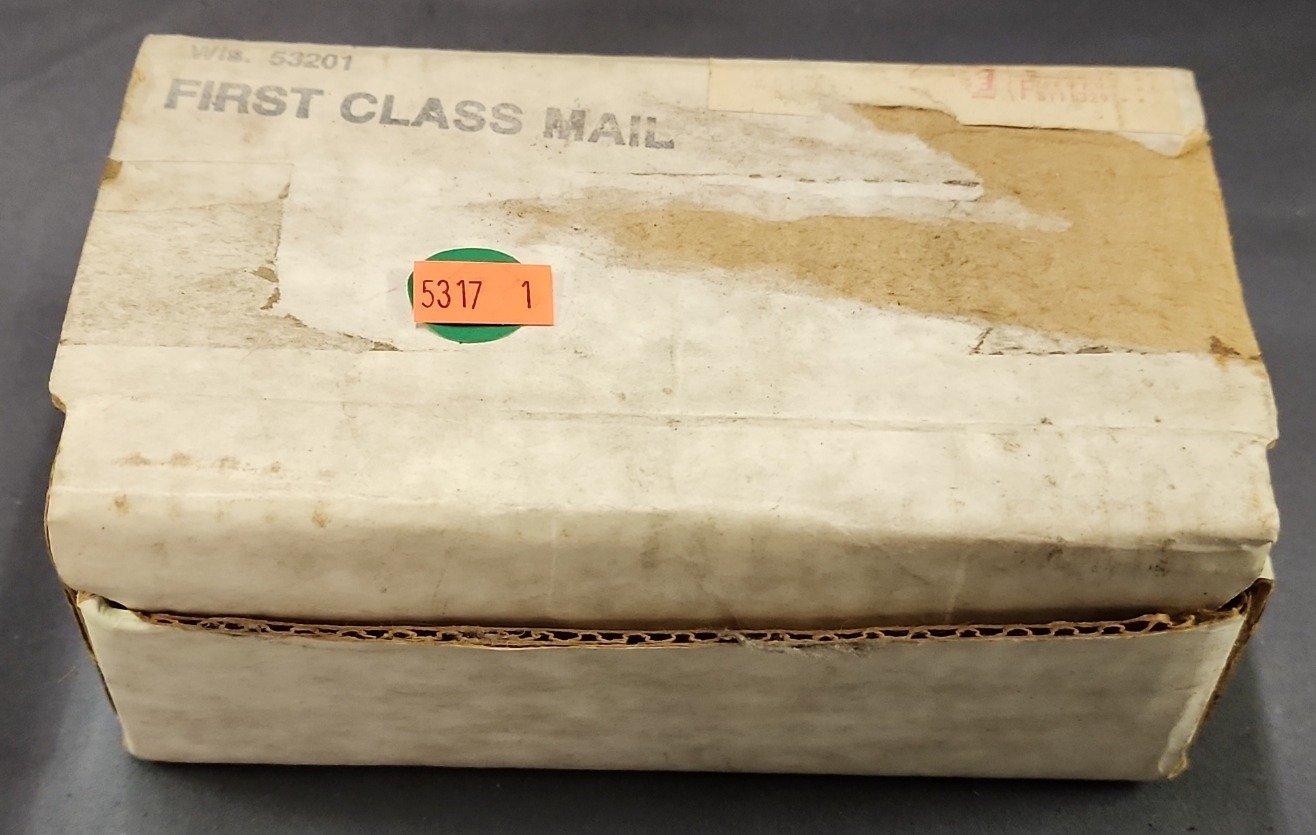 Wis. 53201
FIRST CLASS MAIL
5317 1